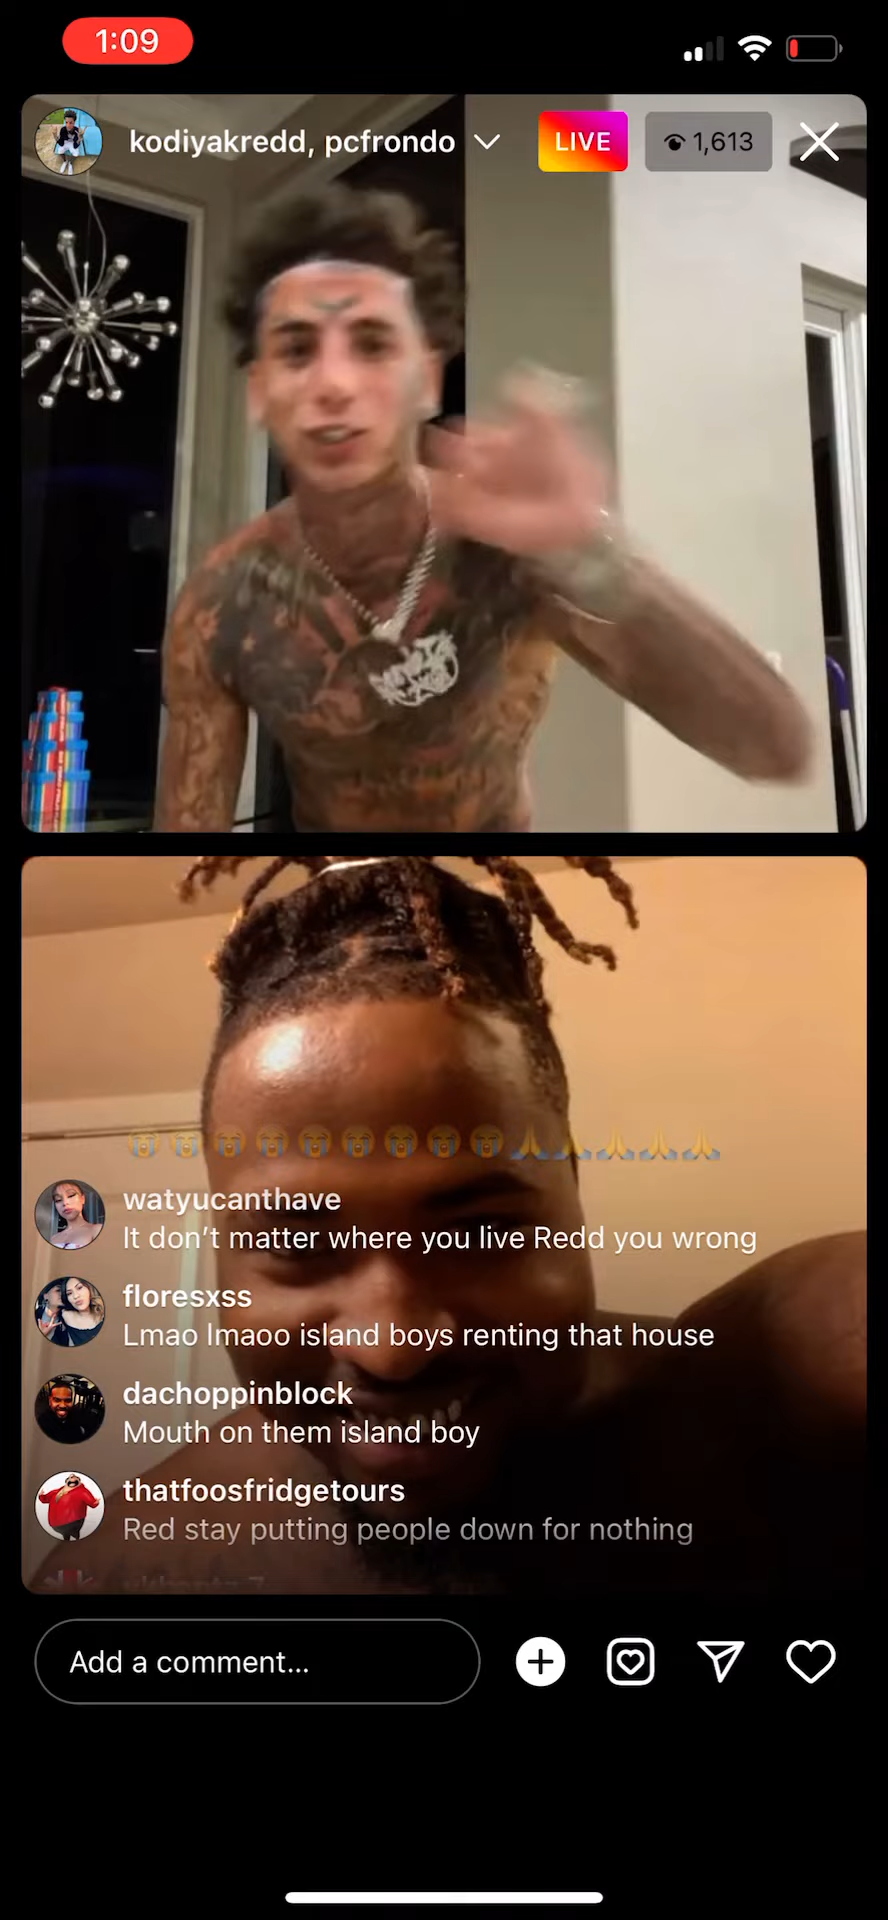 1:09
kodiyakredd, pcfrondo
LIVE
1,613
😭😭😭😭😭😭😭😭😭🙏🙏🙏🙏🙏
watyucanthave
It don't matter where you live Redd you wrong
floresxss
Lmao lmaoo island boys renting that house
dachoppinblock
Mouth on them island boy
thatfoosfridgetours
Red stay putting people down for nothing
Add a comment...